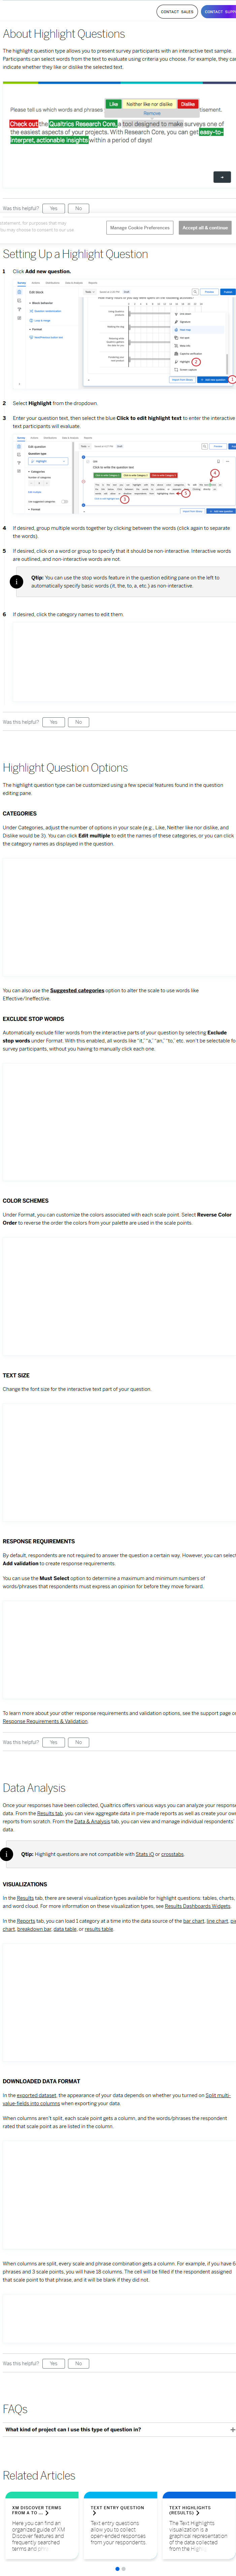 CONTACT SALES
CONTACT SUPP
About Highlight Questions
The highlight question type allows you to present survey participants with an interactive text sample.
Participants can select words from the text to evaluate using criteria you choose. For example, they can
indicate whether they like or dislike the selected text.
Like
Neither like nor dislike
Dislike
Please tell us which words and phrases
Remove
Check out the Qualtrics Research Core, a tool designed to make surveys one of
the easiest aspects of your projects. With Research Core, you can get easy-to-
interpret, actionable insights within a period of days!
Was this helpful?
Yes
No
Manage Cookie Preferences
Accept all & continue
Setting Up a Highlight Question
1 Click Add new question.
2 Select Highlight from the dropdown.
3 Enter your question text, then select the blue Click to edit highlight text to enter the interactive
text participants will evaluate.
4 If desired, group multiple words together by clicking between the words (click again to separate
the words).
5 If desired, click on a word or group to specify that it should be non-interactive. Interactive words
are outlined, and non-interactive words are not.
Qtip: You can use the stop words feature in the question editing pane on the left to
automatically specify basic words (it, the, to, a, etc.) as non-interactive.
6 If desired, click the category names to edit them.
Was this helpful?
Yes
No
Highlight Question Options
The highlight question type can be customized using a few special features found in the question
editing pane.
CATEGORIES
Under Categories, adjust the number of options in your scale (e.g., Like, Neither like nor dislike, and
Dislike would be 3). You can click Edit multiple to edit the names of these categories, or you can click
the category names as displayed in the question.
You can also use the Suggested categories option to alter the scale to use words like
Effective/Ineffective.
EXCLUDE STOP WORDS
Automatically exclude filler words from the interactive parts of your question by selecting Exclude
stop words under Format. With this enabled, all words like "it," "a," "an," "to," etc. won't be selectable fo
survey participants, without you having to manually click each one.
COLOR SCHEMES
Under Format, you can customize the colors associated with each scale point. Select Reverse Color
Order to reverse the order the colors from your palette are used in the scale points.
TEXT SIZE
Change the font size for the interactive text part of your question.
RESPONSE REQUIREMENTS
By default, respondents are not required to answer the question a certain way. However, you can select
Add validation to create response requirements.
You can use the Must Select option to determine a maximum and minimum numbers of
words/phrases that respondents must express an opinion for before they move forward.
To learn more about your other response requirements and validation options, see the support page on
Response Requirements & Validation.
Was this helpful?
Yes
No
Data Analysis
Once your responses have been collected, Qualtrics offers various ways you can analyze your response
data. From the Results tab, you can view aggregate data in pre-made reports as well as create your own
reports from scratch. From the Data & Analysis tab, you can view and manage individual respondents'
data.
Qtip: Highlight questions are not compatible with Stats iQ or crosstabs.
VISUALIZATIONS
In the Results tab, there are several visualization types available for highlight questions: tables, charts,
and word cloud. For more information on these visualization types, see Results Dashboards Widgets.
In the Reports tab, you can load 1 category at a time into the data source of the bar chart, line chart, pie
chart, breakdown bar, data table, or results table.
DOWNLOADED DATA FORMAT
In the exported dataset, the appearance of your data depends on whether you turned on Split multi-
value-fields into columns when exporting your data.
When columns aren't split, each scale point gets a column, and the words/phrases the respondent
rated that scale point as are listed in the column.
When columns are split, every scale and phrase combination gets a column. For example, if you have 6
phrases and 3 scale points, you will have 18 columns. The cell will be filled if the respondent assigned
that scale point to that phrase, and it will be blank if they did not.
Was this helpful?
Yes
No
FAQs
What kind of project can I use this type of question in?
Related Articles
XM DISCOVER TERMS
FROM A TO ...
Here you can find an
organized guide of XM
Discover features and
frequently searched
terms and
TEXT ENTRY QUESTION
Text entry questions
allow you to collect
open-ended responses
from your respondents.
TEXT HIGHLIGHTS
(RESULTS)
The Text Highlights
visualization is a
graphical representation
of the data collected
from the